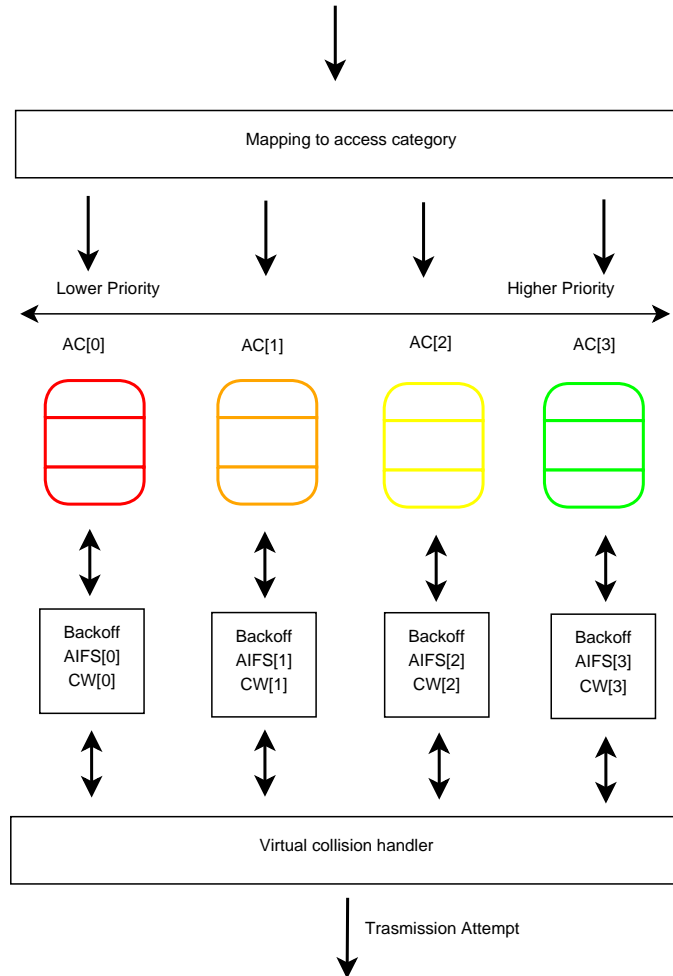 Mapping to access category
Lower Priority
Higher Priority
AC[0]
AC[1]
AC[2]
AC[3]
Backoff
AIFS[0]
CW[0]
Backoff
AIFS[1]
CW[1]
Backoff
AIFS[2]
CW[2]
Backoff
AIFS[3]
CW[3]
Virtual collision handler
Trasmission Attempt